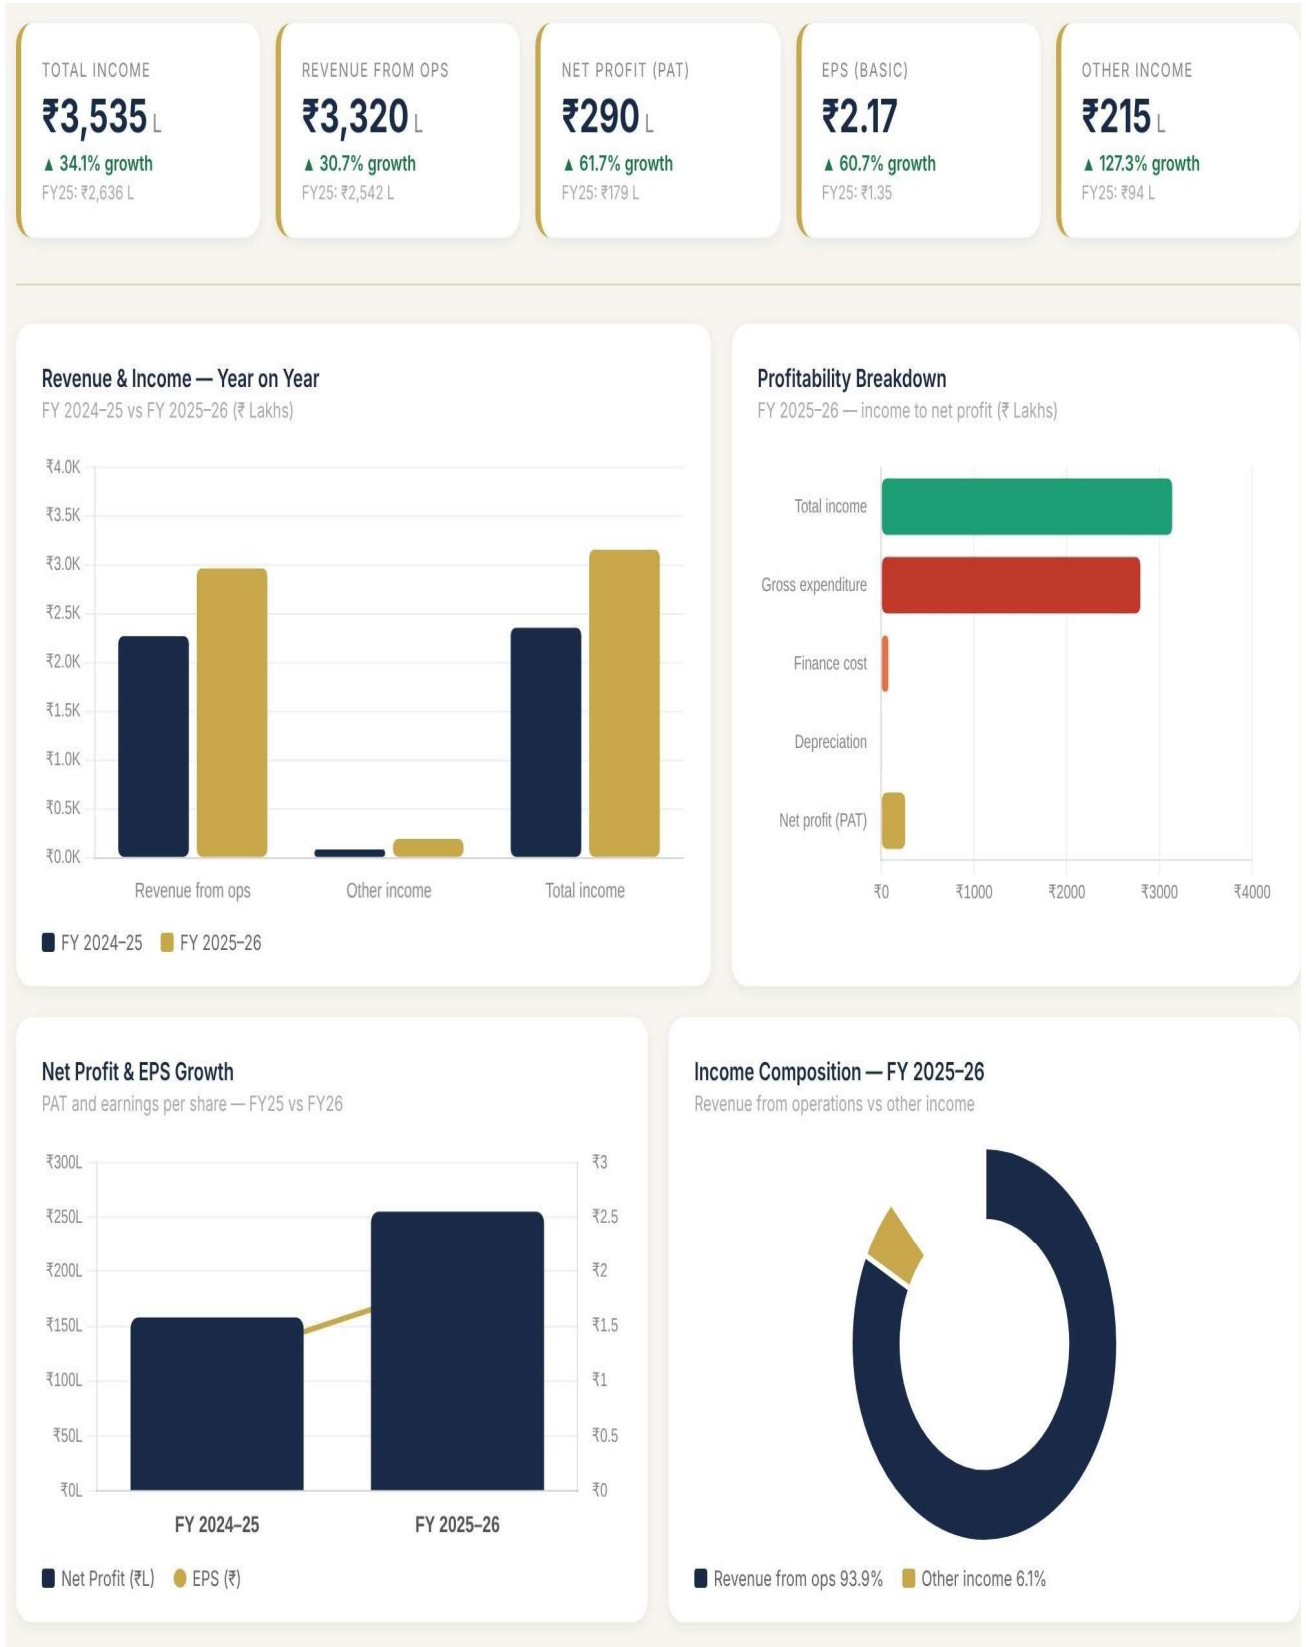 TOTAL INCOME
₹3,535 L
▲ 34.1% growth
FY25: ₹2,636 L
REVENUE FROM OPS
₹3,320 L
▲ 30.7% growth
FY25: ₹2,542 L
NET PROFIT (PAT)
₹290 L
▲ 61.7% growth
FY25: ₹179 L
EPS (BASIC)
₹2.17
▲ 60.7% growth
FY25: ₹1.35
OTHER INCOME
₹215 L
▲ 127.3% growth
FY25: ₹94 L
Revenue & Income — Year on Year
FY 2024–25 vs FY 2025–26 (₹ Lakhs)
₹4.0K
₹3.5K
₹3.0K
₹2.5K
₹2.0K
₹1.5K
₹1.0K
₹0.5K
₹0.0K
Revenue from ops Other income Total income
FY 2024–25 FY 2025–26
Profitability Breakdown
FY 2025–26 — income to net profit (₹ Lakhs)
Total income
Gross expenditure
Finance cost
Depreciation
Net profit (PAT)
₹0 ₹1000 ₹2000 ₹3000 ₹4000
Net Profit & EPS Growth
PAT and earnings per share — FY25 vs FY26
₹300L ₹3
₹250L ₹2.5
₹200L ₹2
₹150L ₹1.5
₹100L ₹1
₹50L ₹0.5
₹0L ₹0
FY 2024–25 FY 2025–26
Net Profit (₹L) EPS (₹)
Income Composition — FY 2025–26
Revenue from operations vs other income
Revenue from ops 93.9% Other income 6.1%